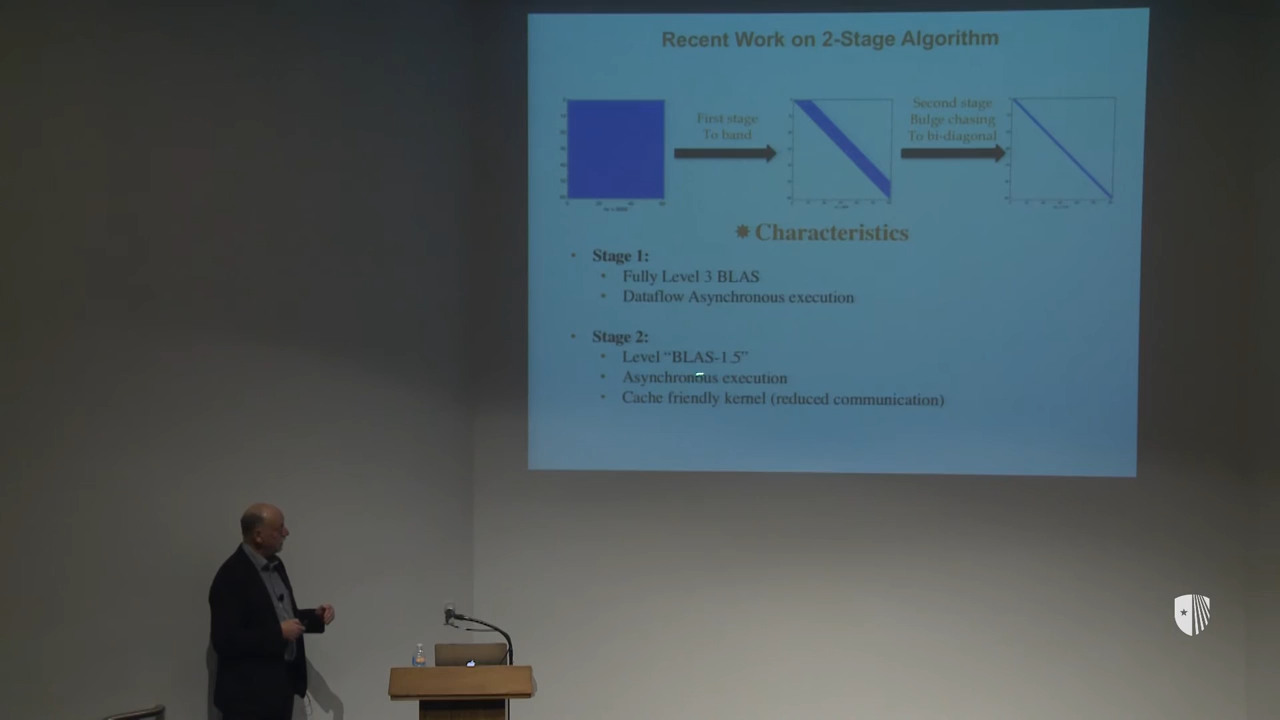 Recent Work on 2-Stage Algorithm
First stage
To band
Second stage
Bulge chasing
To bi-diagonal
Characteristics
Stage 1:
Fully Level 3 BLAS
Dataflow Asynchronous execution
Stage 2:
Level “BLAS-1.5”
Asynchronous execution
Cache friendly kernel (reduced communication)